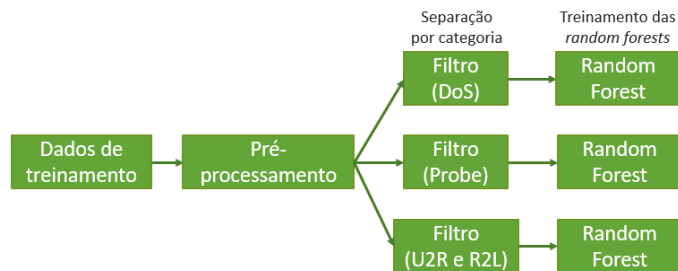 Separação
por categoria
Treinamento das
random forests
Filtro
(DoS)
Random
Forest
Dados de
treinamento
Pré-
processamento
Filtro
(Probe)
Random
Forest
Filtro
(U2R e R2L)
Random
Forest